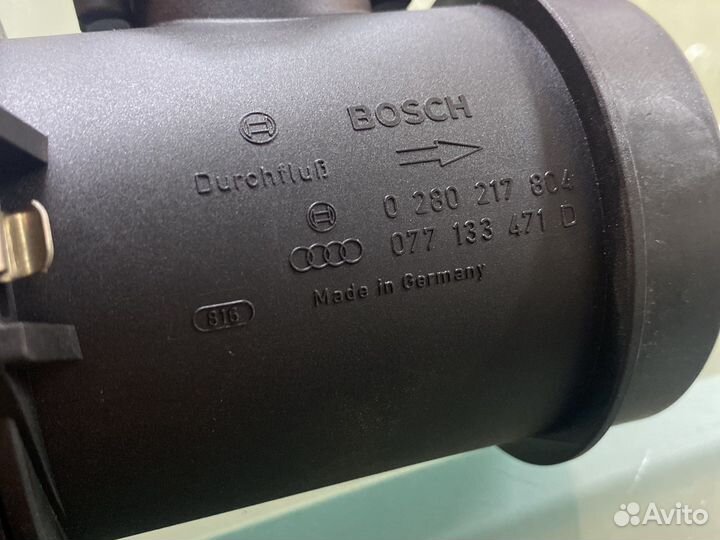 BOSCH
Durchfluß
0 280 217 804
077 133 471 D
Made in Germany
816
Avito